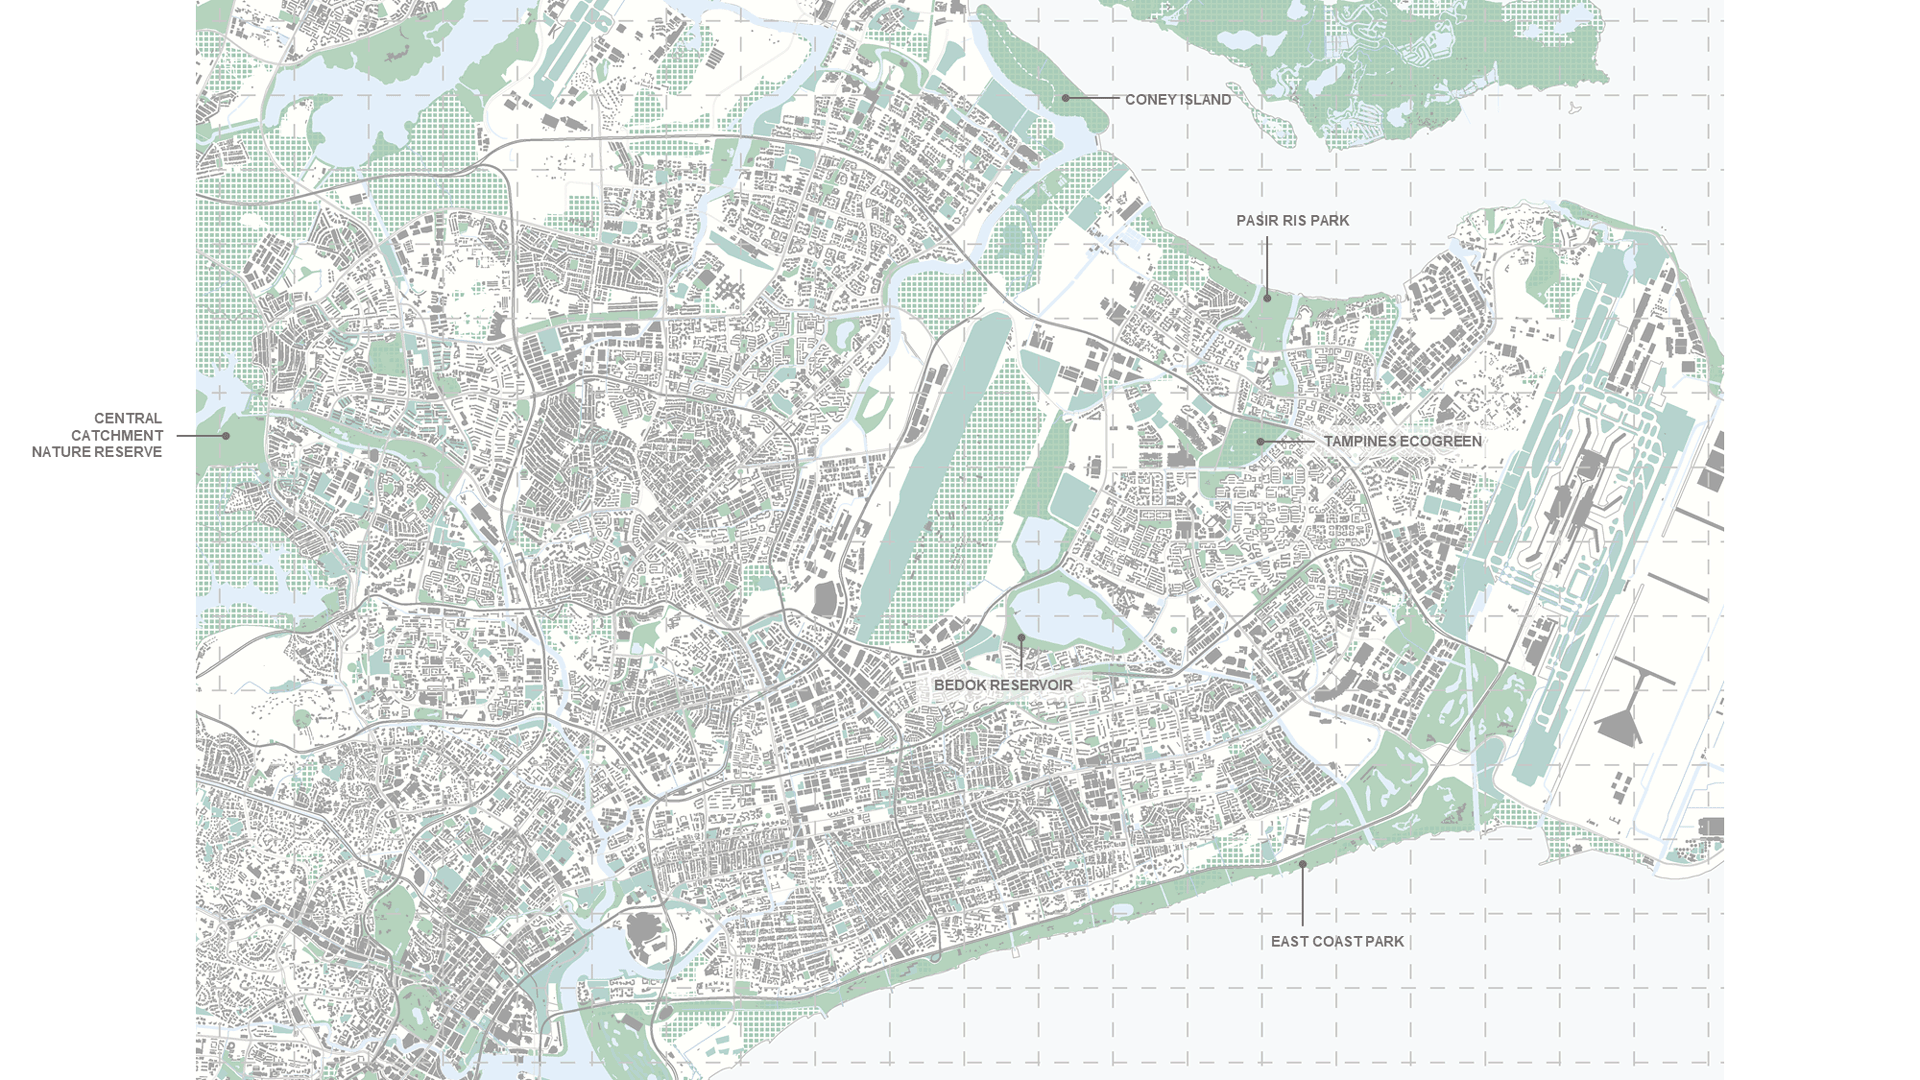 CONEY ISLAND
PASIR RIS PARK
CENTRAL
CATCHMENT
NATURE RESERVE
TAMPINES ECOGREEN
BEDOK RESERVOIR
EAST COAST PARK